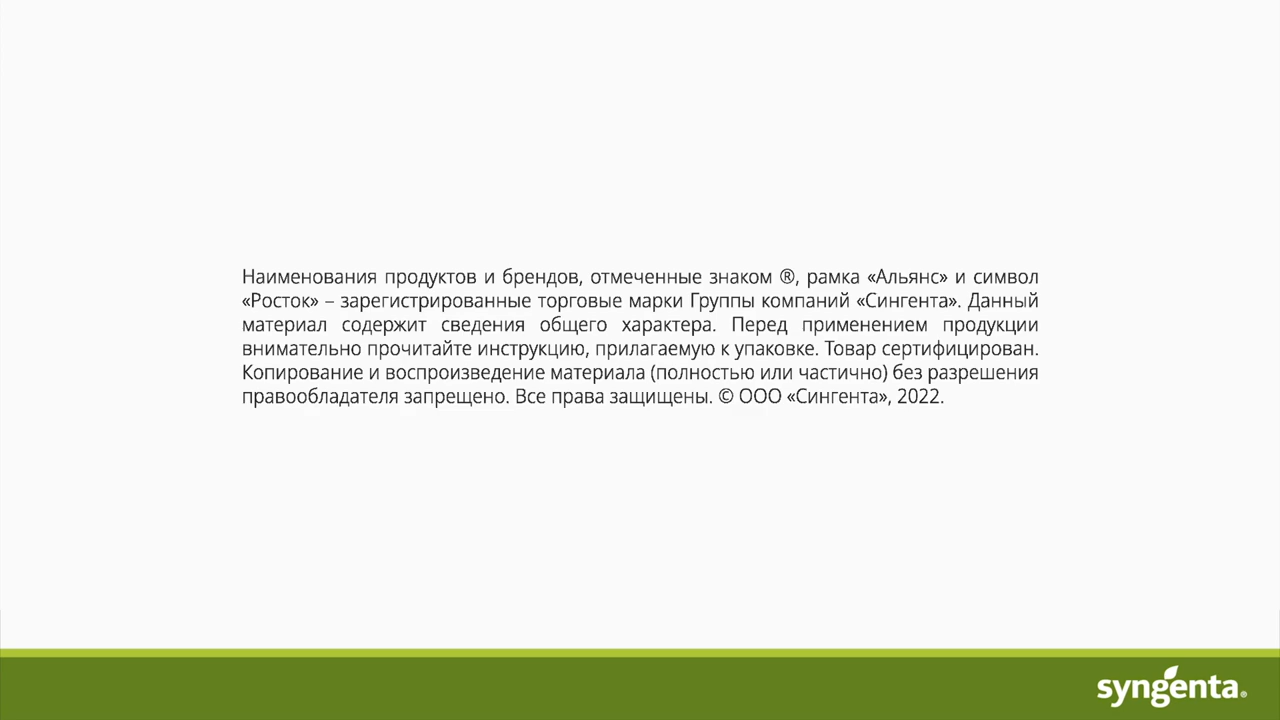 Наименования продуктов и брендов, отмеченные знаком ®, рамка «Альянс» и символ
«Росток» – зарегистрированные торговые марки Группы компаний «Сингента». Данный
материал содержит сведения общего характера. Перед применением продукции
внимательно прочитайте инструкцию, прилагаемую к упаковке. Товар сертифицирован.
Копирование и воспроизведение материала (полностью или частично) без разрешения
правообладателя запрещено. Все права защищены. © ООО «Сингента», 2022.
syngenta®